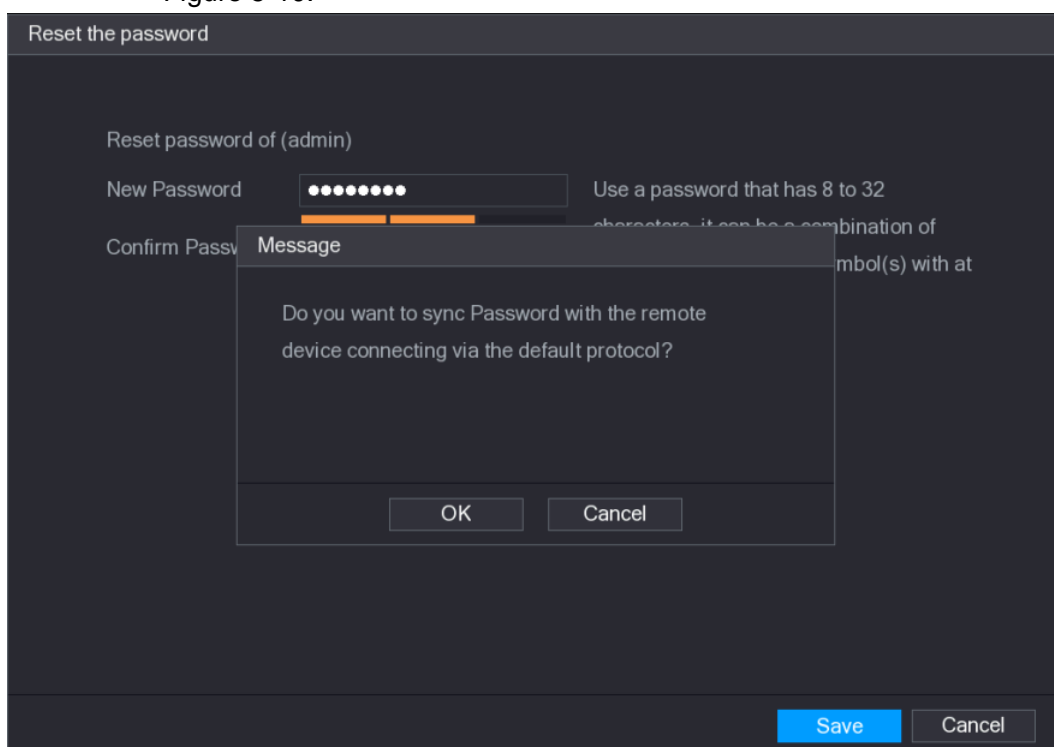 Reset the password
Reset password of (admin)
New Password ●●●●●●●● Use a password that has 8 to 32
bination of
Confirm Passw
Message
mbol(s) with at
Do you want to sync Password with the remote
device connecting via the default protocol?
OK Cancel
Save Cancel